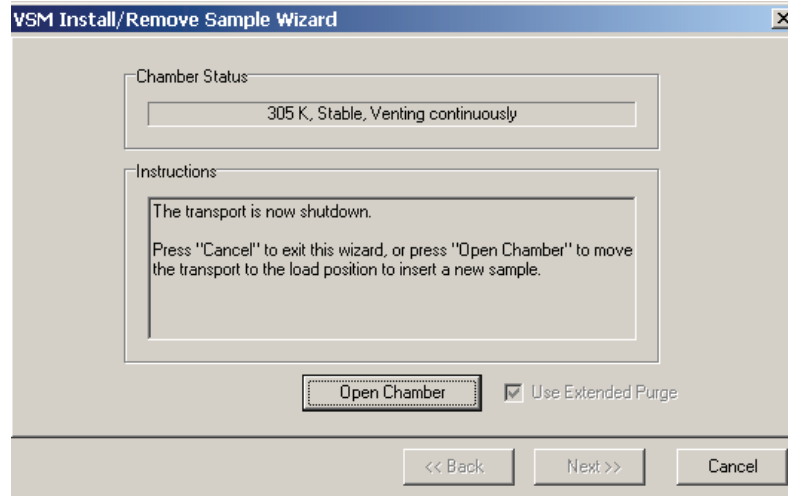 VSM Install/Remove Sample Wizard
Chamber Status
305 K, Stable, Venting continuously
Instructions
The transport is now shutdown.
Press "Cancel" to exit this wizard, or press "Open Chamber" to move
the transport to the load position to insert a new sample.
Open Chamber
Use Extended Purge
<< Back
Next >>
Cancel